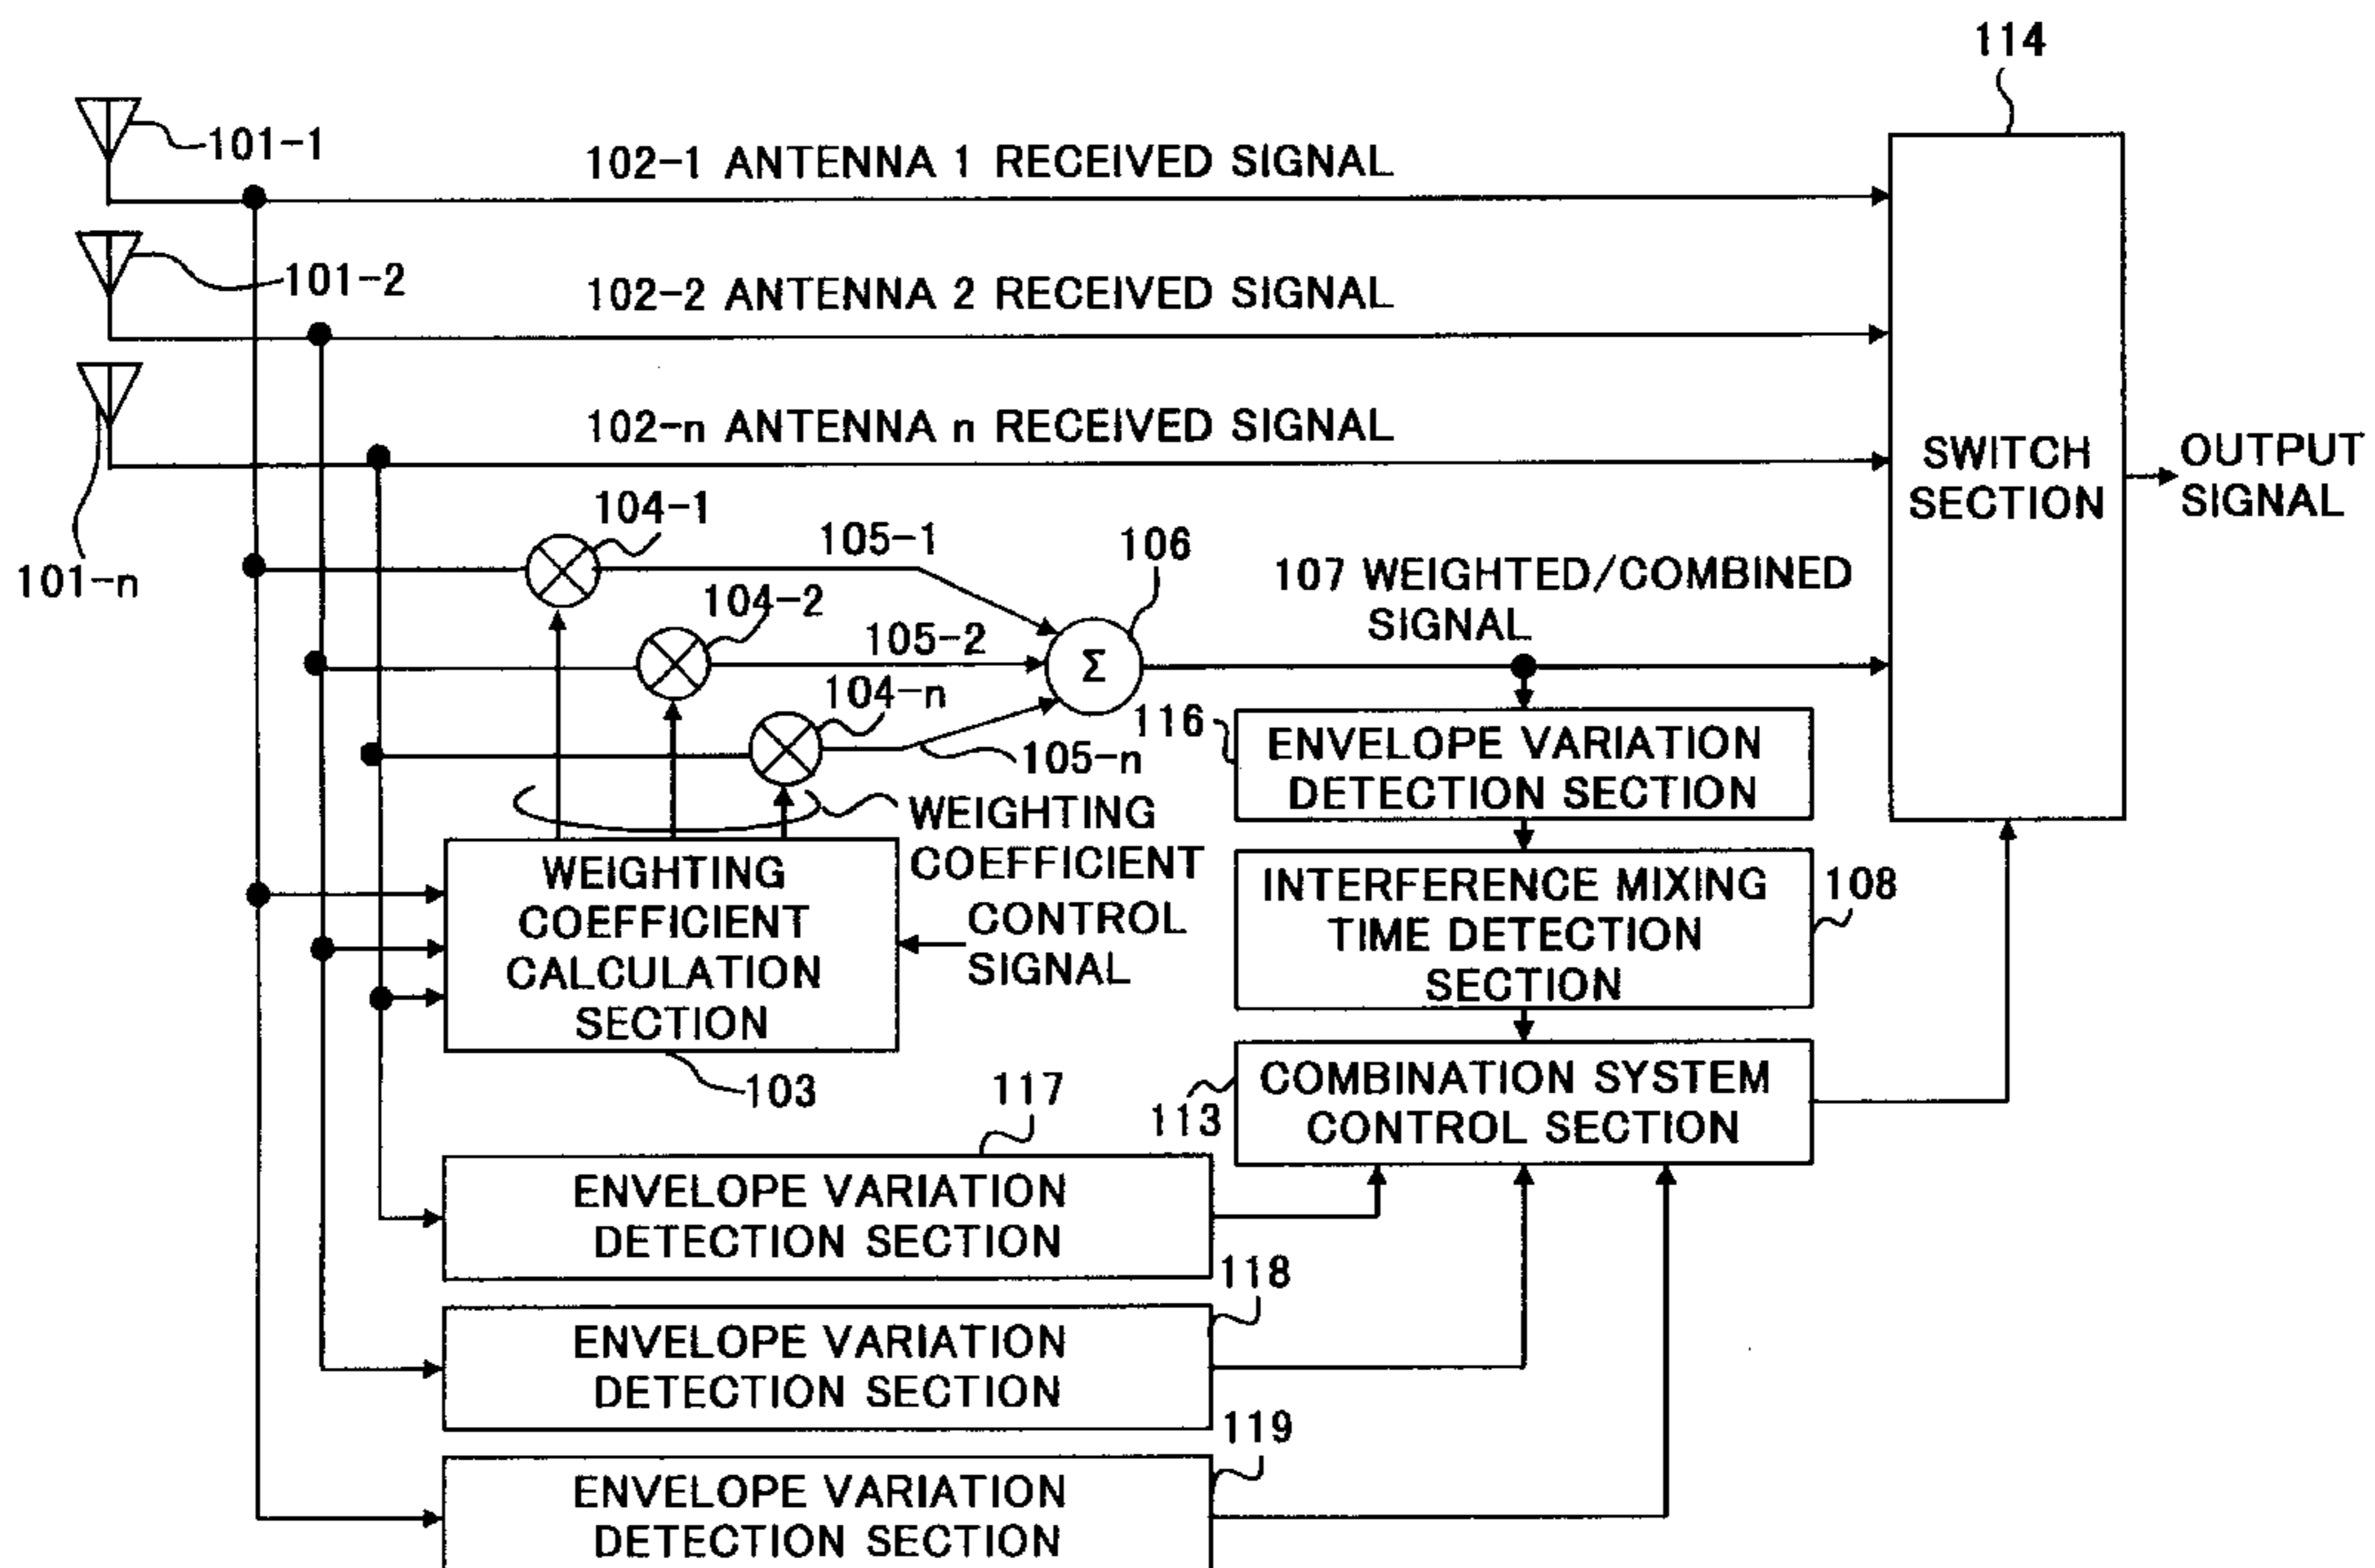 114
101-1
102-1 ANTENNA 1 RECEIVED SIGNAL
101-2
102-2 ANTENNA 2 RECEIVED SIGNAL
102-n ANTENNA n RECEIVED SIGNAL
SWITCH
SECTION
OUTPUT
SIGNAL
101-n
104-1
105-1
106
107 WEIGHTED/COMBINED
SIGNAL
104-2
105-2
Σ
104-n
105-n
116
ENVELOPE VARIATION
DETECTION SECTION
WEIGHTING
COEFFICIENT
CONTROL
SIGNAL
WEIGHTING
COEFFICIENT
CALCULATION
SECTION
103
INTERFERENCE MIXING
TIME DETECTION
SECTION
108
COMBINATION SYSTEM
CONTROL SECTION
113
117
ENVELOPE VARIATION
DETECTION SECTION
118
ENVELOPE VARIATION
DETECTION SECTION
119
ENVELOPE VARIATION
DETECTION SECTION